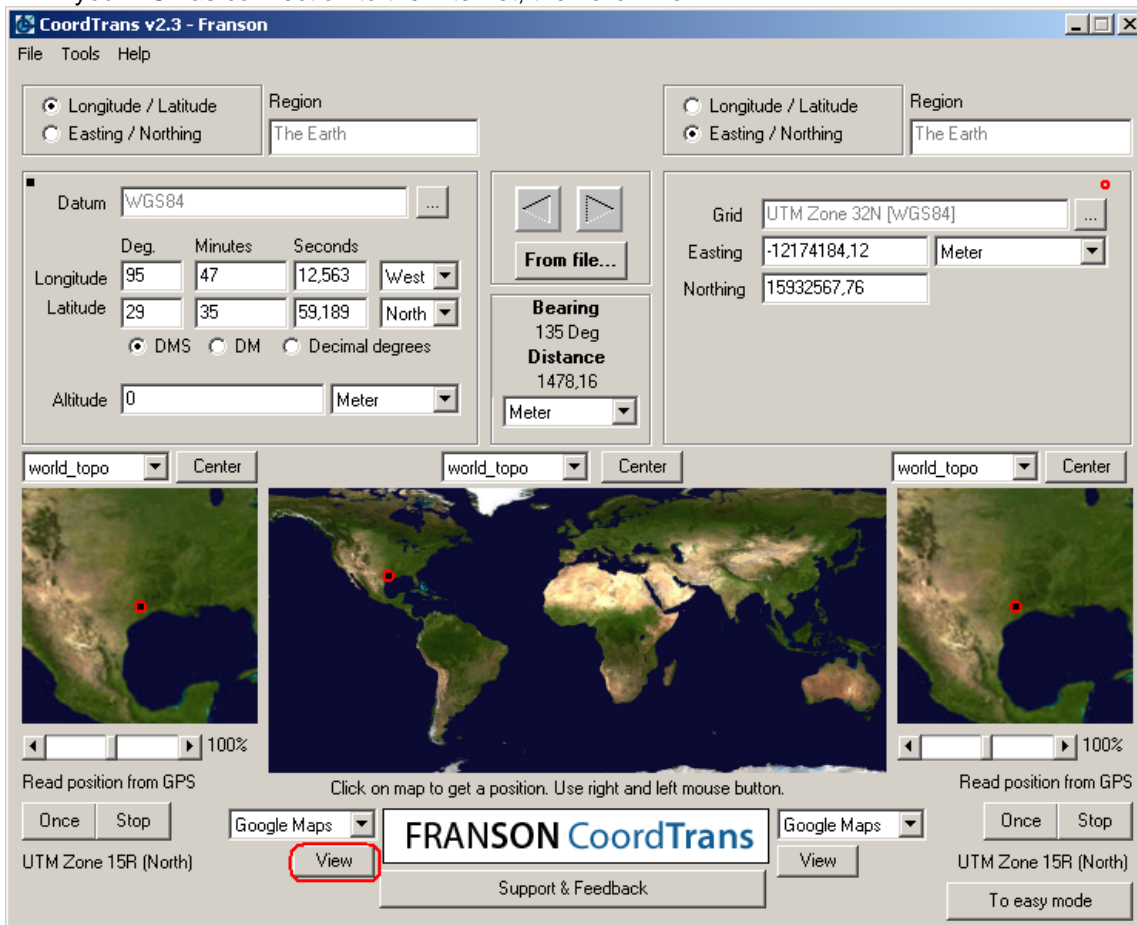 CoordTrans v2.3 - Franson
File Tools Help
Longitude / Latitude
Easting / Northing
Region
The Earth
Longitude / Latitude
Easting / Northing
Region
The Earth
Datum WGS84 ...
Deg. Minutes Seconds
Longitude 95 47 12,563 West
Latitude 29 35 59,189 North
DMS DM Decimal degrees
Altitude 0 Meter
From file...
Bearing
135 Deg
Distance
1478,16
Meter
Grid UTM Zone 32N [WGS84] ...
Easting -12174184,12 Meter
Northing 15932567,76
world_topo Center
world_topo Center
world_topo Center
100%
100%
Read position from GPS
Click on map to get a position. Use right and left mouse button.
Read position from GPS
Once Stop
Google Maps
FRANSON CoordTrans
Google Maps
Once Stop
UTM Zone 15R (North)
View
View
UTM Zone 15R (North)
Support & Feedback
To easy mode